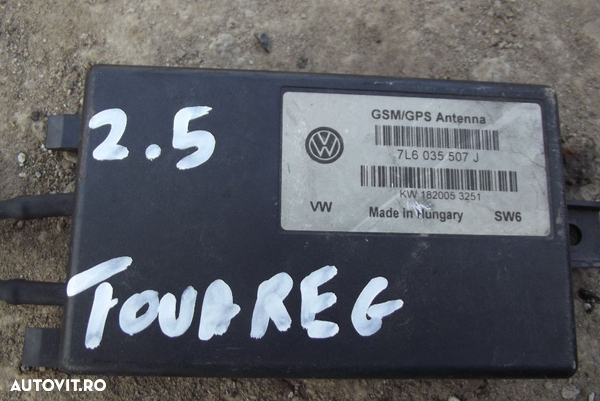 2.5
GSM/GPS Antenna
7L6 035 507 J
KW 182005 3251
VW Made in Hungary SW6
TOUAREG
AUTOVIT.RO